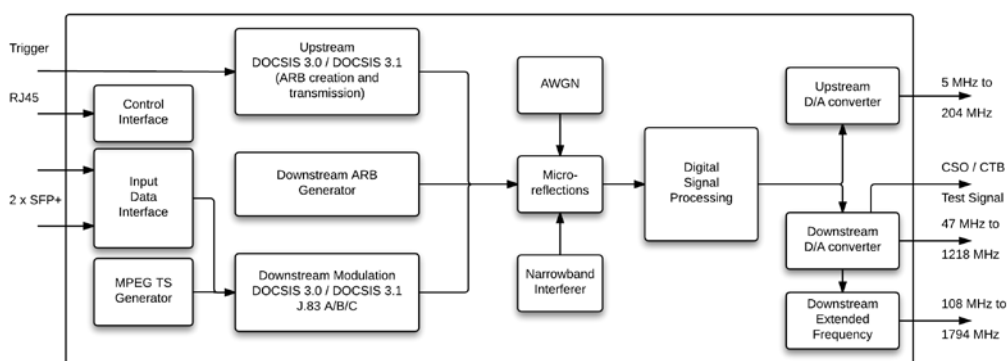 Trigger
RJ45
2 x SFP+
Control
Interface
Input
Data
Interface
MPEG TS
Generator
Upstream
DOCSIS 3.0 / DOCSIS 3.1
(ARB creation and
transmission)
Downstream ARB
Generator
Downstream Modulation
DOCSIS 3.0 / DOCSIS 3.1
J.83 A/B/C
AWGN
Micro-
reflections
Narrowband
Interferer
Digital
Signal
Processing
Upstream
D/A converter
Downstream
D/A converter
Downstream
Extended
Frequency
5 MHz to
204 MHz
CSO / CTB
Test Signal
47 MHz to
1218 MHz
108 MHz to
1794 MHz